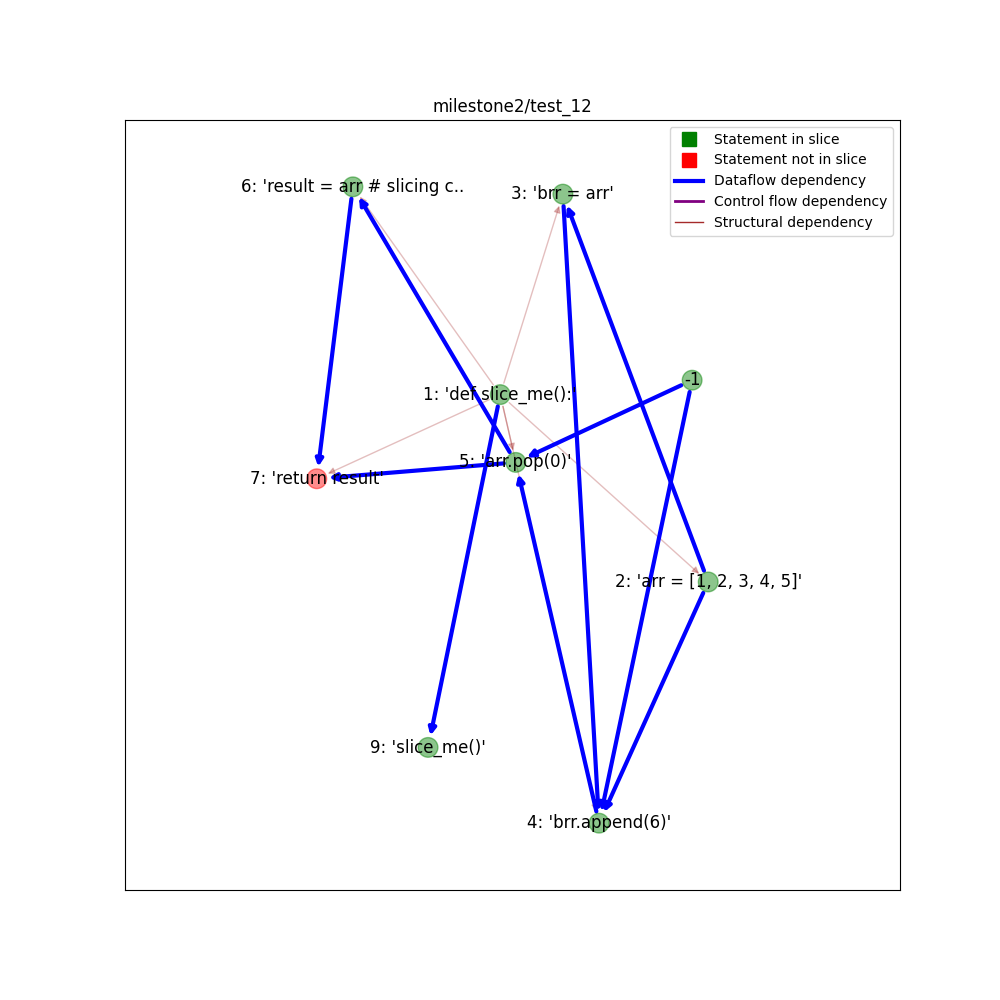 milestone2/test_12
Statement in slice
Statement not in slice
Dataflow dependency
Control flow dependency
Structural dependency
6: 'result = arr # slicing c..
3: 'brr = arr'
-1
1: 'def slice_me():'
5: 'arr.pop(0)'
7: 'return result'
2: 'arr = [1, 2, 3, 4, 5]'
9: 'slice_me()'
4: 'brr.append(6)'